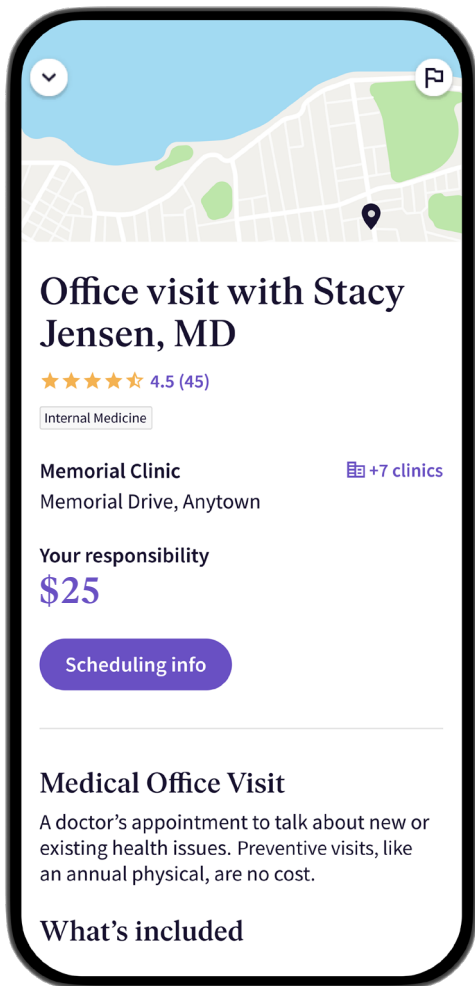 Office visit with Stacy
Jensen, MD
4.5 (45)
Internal Medicine
Memorial Clinic
+7 clinics
Memorial Drive, Anytown
Your responsibility
$25
Scheduling info
Medical Office Visit
A doctor’s appointment to talk about new or
existing health issues. Preventive visits, like
an annual physical, are no cost.
What’s included